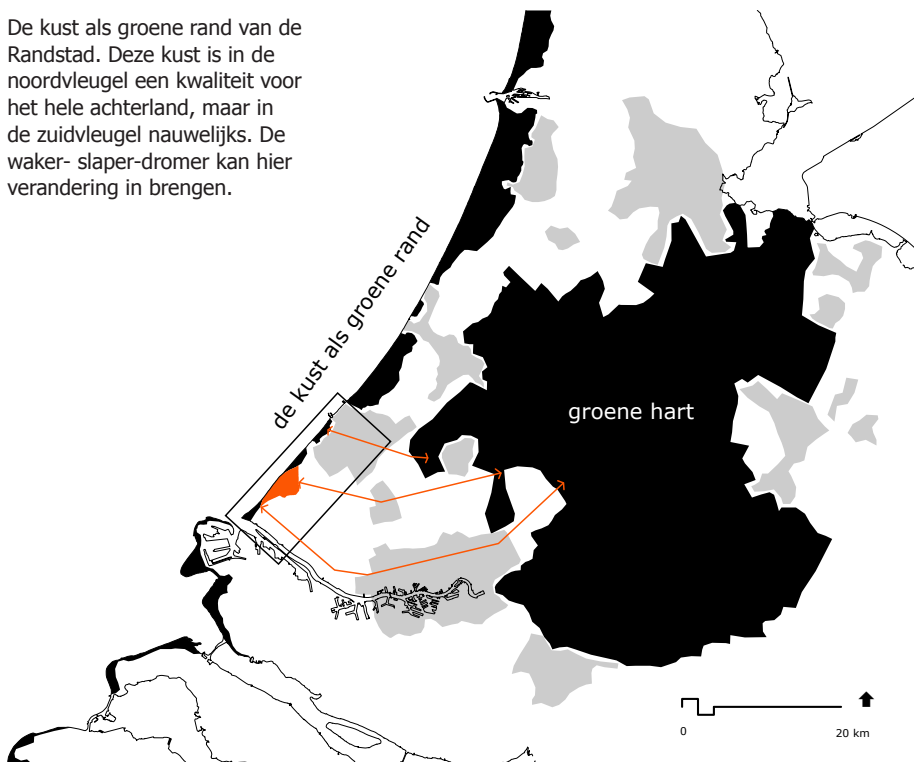 De kust als groene rand van de
Randstad. Deze kust is in de
noordvleugel een kwaliteit voor
het hele achterland, maar in
de zuidvleugel nauwelijks. De
waker- slaper-dromer kan hier
verandering in brengen.
de kust als groene rand
groene hart
0
20 km